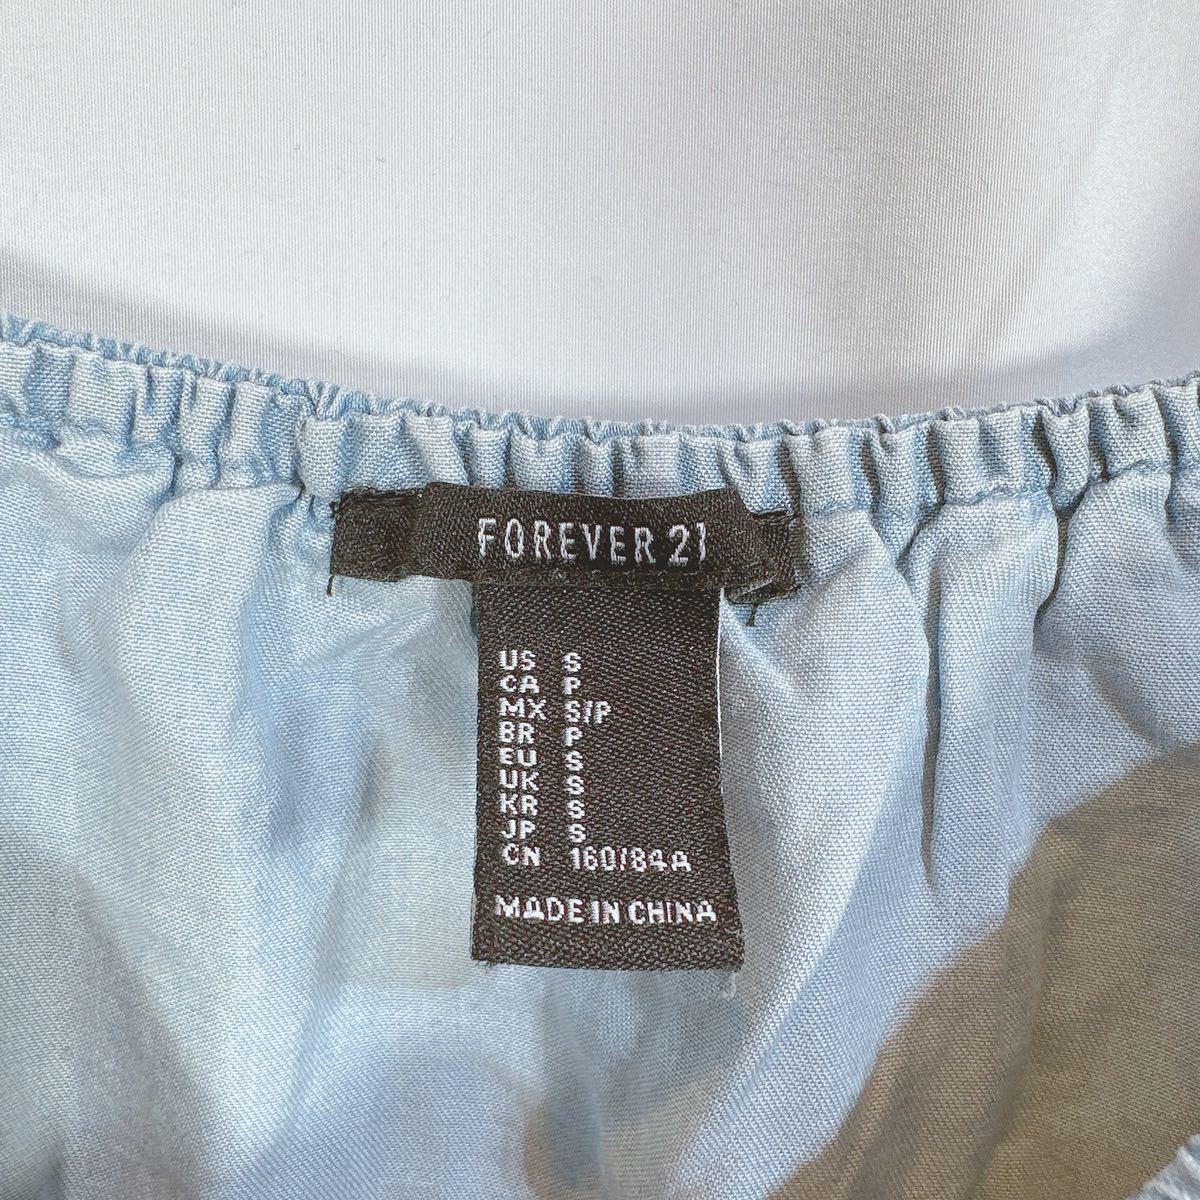 FOREVER 21
US S
CA P
MX S/P
BR P
EU S
UK S
KR S
JP S
CN 160/84A
MADE IN CHINA